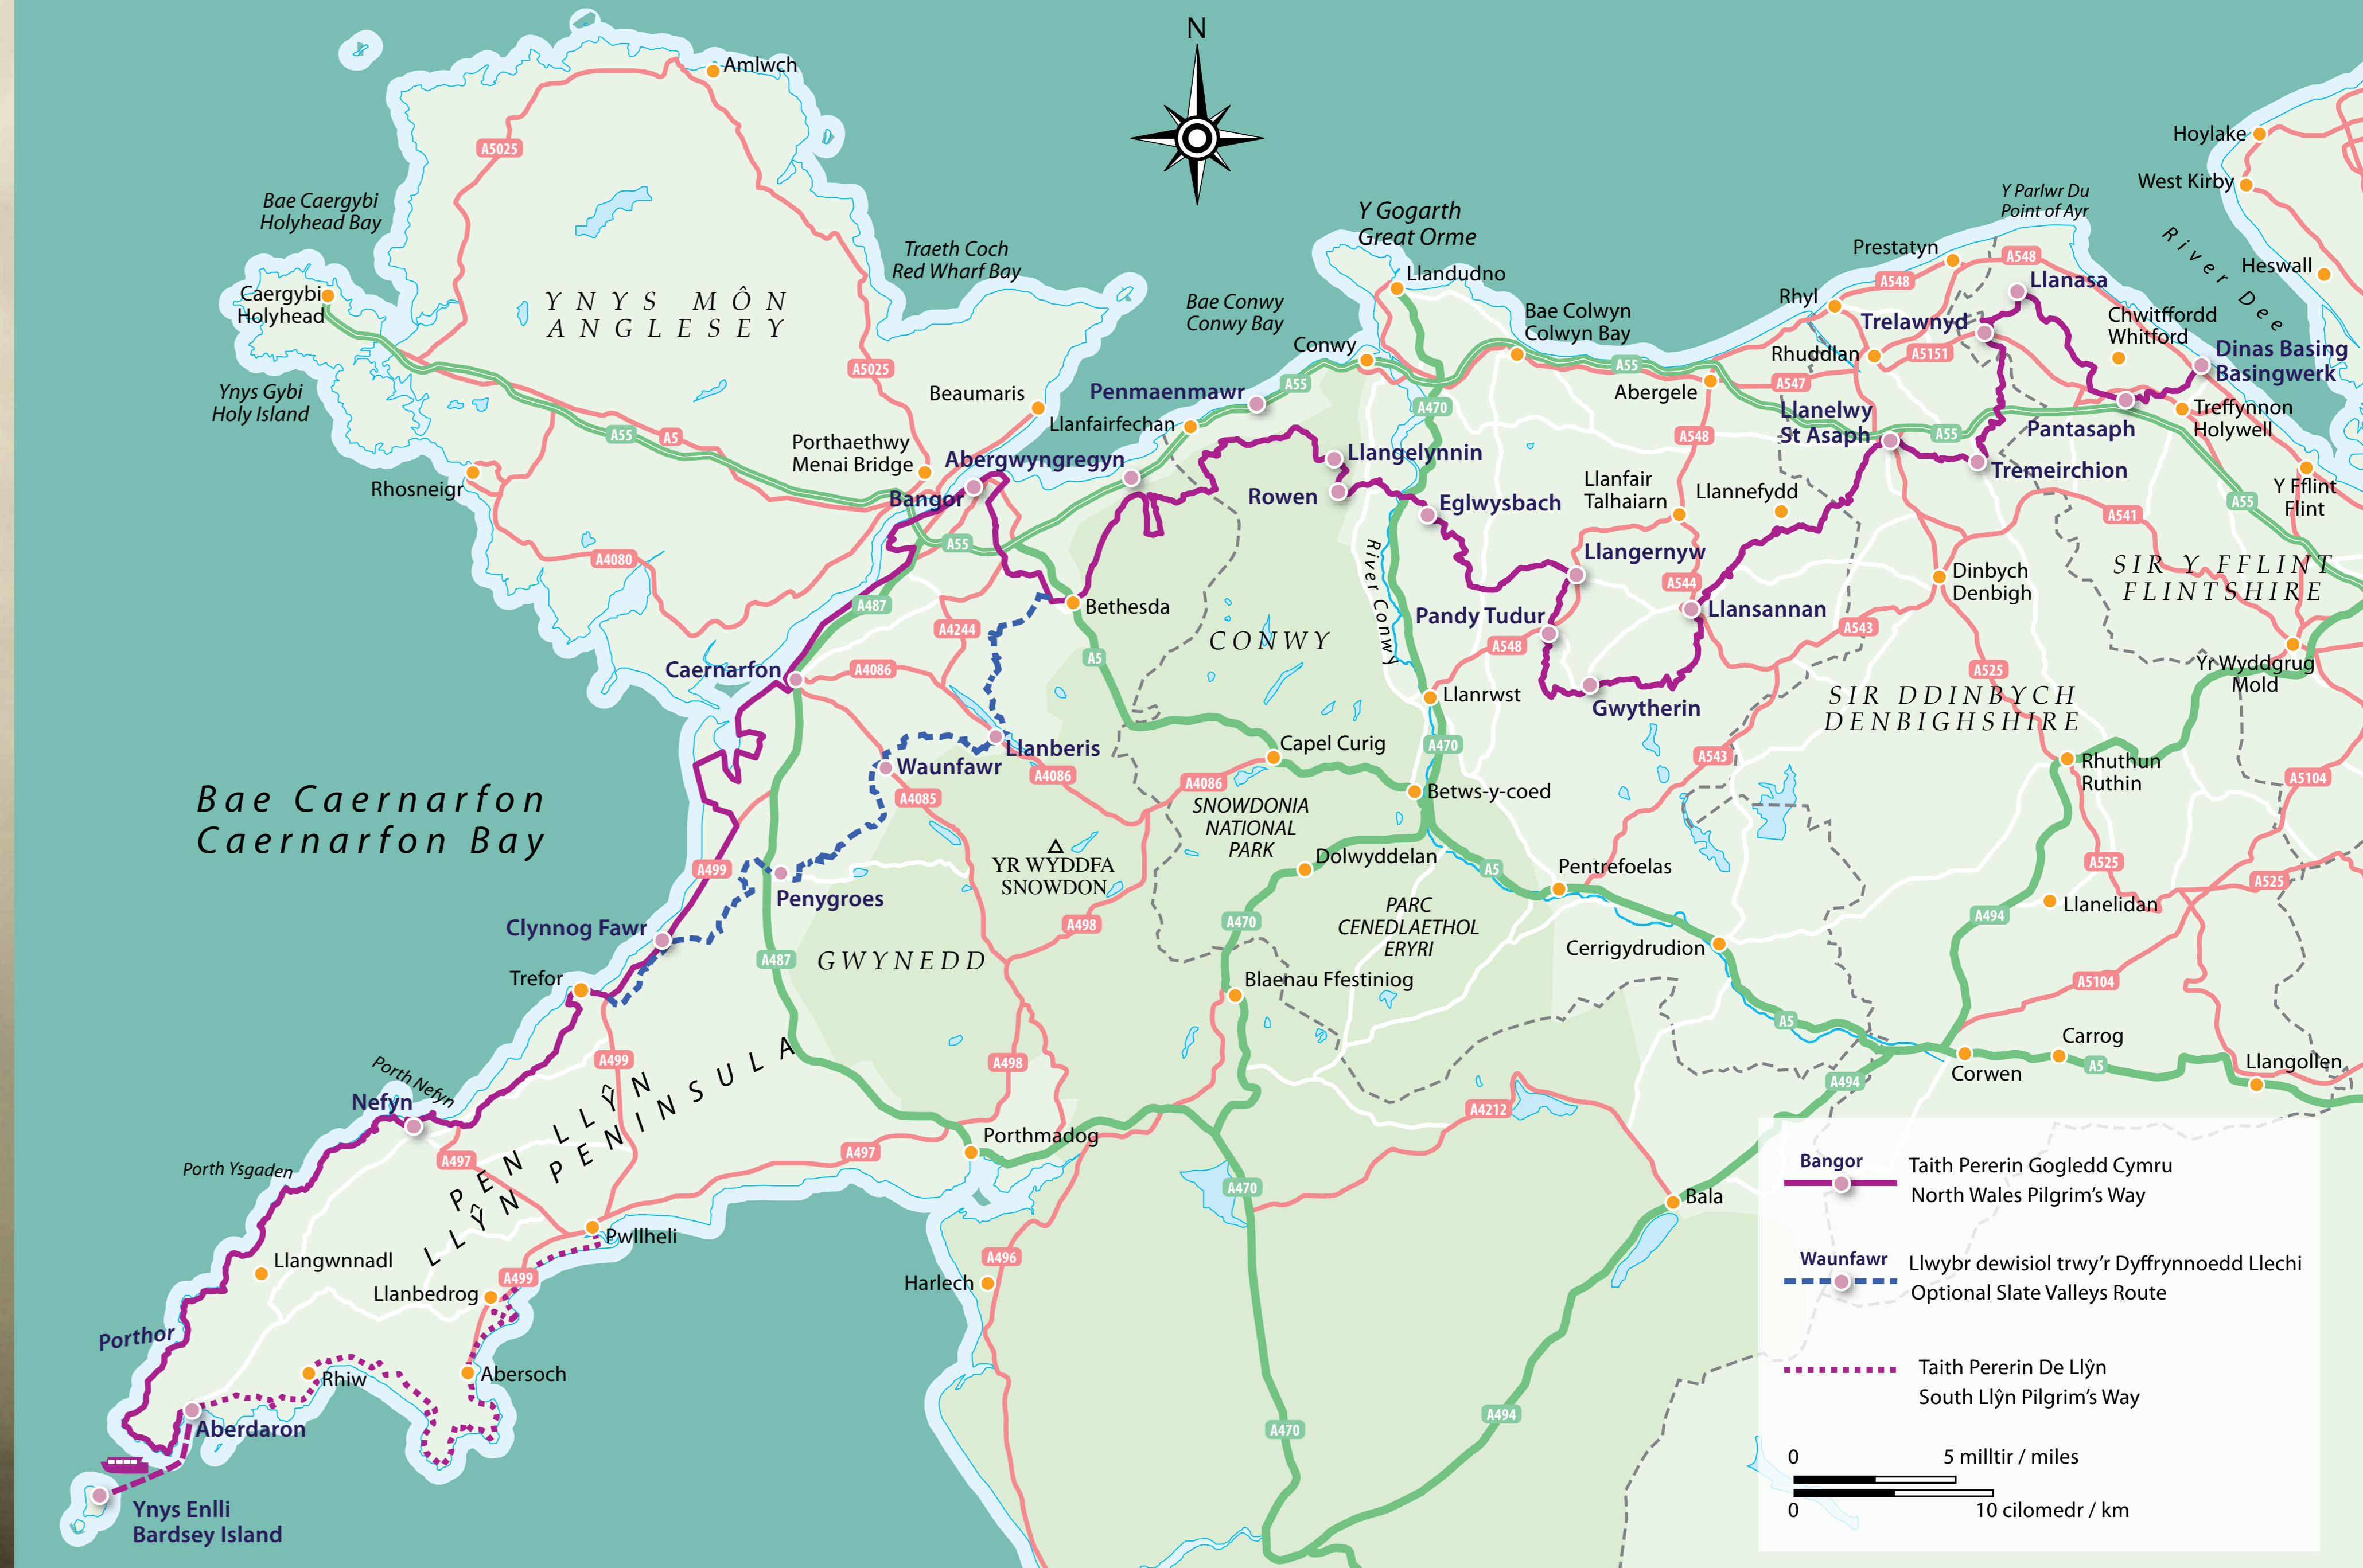 N
Amlwch
A5025
Bae Caergybi
Holyhead Bay
Traeth Coch
Red Wharf Bay
Caergybi
Holyhead
YNYS MÔN
ANGLESEY
Ynys Gybi
Holy Island
A5025
Beaumaris
A55
A5
Porthaethwy
Menai Bridge
Rhosneigr
A4080
Bangor
A55
Abergwyngregyn
Llanfairfechan
Penmaenmawr
A55
Bae Conwy
Conwy Bay
Conwy
Y Gogarth
Great Orme
Llandudno
Bae Colwyn
Colwyn Bay
A55
A470
Abergele
A547
A548
Rhyl
Prestatyn
A548
A548
Y Parlwr Du
Point of Ayr
Hoylake
West Kirby
River Dee
Heswall
Llanasa
Trelawnyd
Rhuddlan
A5151
Chwitffordd
Whitford
Dinas Basing
Basingwerk
Treffynnon
Holywell
Pantasaph
Llanelwy
St Asaph
A55
Tremeirchion
Y Fflint
Flint
A55
A541
Llangelynnin
Rowen
Eglwysbach
Llanfair
Talhaiarn
Llannefydd
Llangernyw
A544
Llansannan
Dinbych
Denbigh
SIR Y FFLINT
FLINTSHIRE
A487
Bethesda
A4244
CONWY
River Conwy
Pandy Tudur
A548
A543
A525
Yr Wyddgrug
Mold
Caernarfon
A4086
A5
Llanrwst
Gwytherin
SIR DDINBYCH
DENBIGHSHIRE
Llanberis
Waunfawr
A4086
A4085
Capel Curig
A470
A4086
A543
Rhuthun
Ruthin
A5104
Bae Caernarfon
Caernarfon Bay
Betws-y-coed
SNOWDONIA
NATIONAL
PARK
YR WYDDFA
SNOWDON
Dolwyddelan
A5
Pentrefoelas
A525
A525
A499
Penygroes
Clynnog Fawr
A498
A470
PARC
CENEDLAETHOL
ERYRI
A494
Llanelidan
Cerrigydrudion
A487
GWYNEDD
Trefor
Blaenau Ffestiniog
A5104
A5
Carrog
Corwen
A5
Llangollen
A499
A498
Porth Nefyn
Nefyn
PEN LLŶN
LLŶN PENINSULA
A494
A4212
Porthmadog
A497
A497
Porth Ysgaden
A470
Bala
Pwllheli
Llangwnnadl
Llanbedrog
A499
A496
Harlech
Porthor
Rhiw
Abersoch
Aberdaron
A494
A470
Ynys Enlli
Bardsey Island
Bangor
Taith Pererin Gogledd Cymru
North Wales Pilgrim's Way
Waunfawr
Llwybr dewisiol trwy'r Dyffrynnoedd Llechi
Optional Slate Valleys Route
Taith Pererin De Llŷn
South Llŷn Pilgrim's Way
0 5 milltir / miles
0 10 cilomedr / km